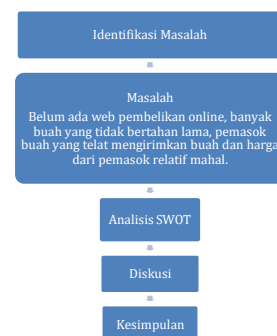 Identifikasi Masalah
Masalah
Belum ada web pembelikan online, banyak
buah yang tidak bertahan lama, pemasok
buah yang telat mengirimkan buah dan harga
dari pemasok relatif mahal.
Analisis SWOT
Diskusi
Kesimpulan